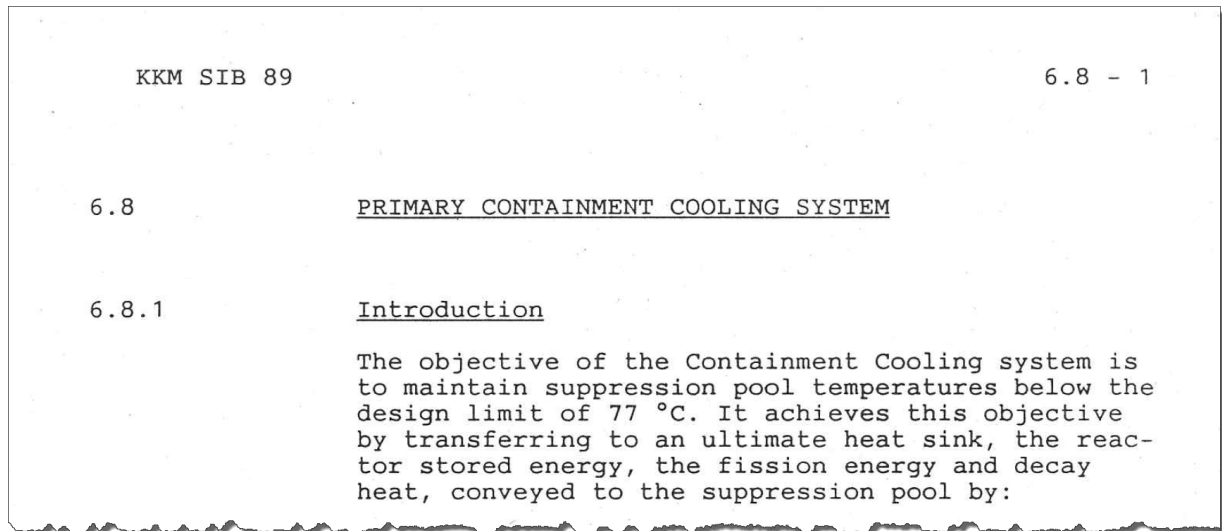 KKM SIB 89 6.8 - 1
6.8 PRIMARY CONTAINMENT COOLING SYSTEM
6.8.1 Introduction
The objective of the Containment Cooling system is
to maintain suppression pool temperatures below the
design limit of 77 °C. It achieves this objective
by transferring to an ultimate heat sink, the reac-
tor stored energy, the fission energy and decay
heat, conveyed to the suppression pool by: